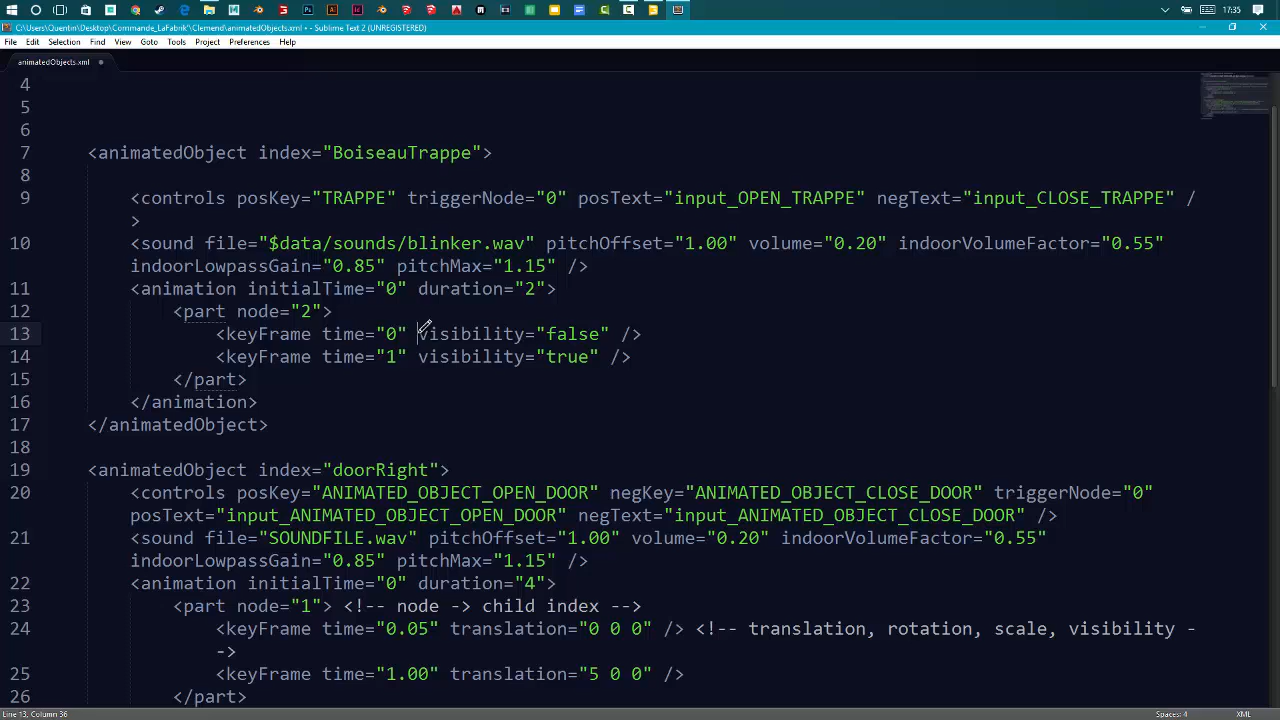 17:35
C:\Users\Quentin\Desktop\Commande_LaFabrik\Clemend\animatedObjects.xml • - Sublime Text 2 (UNREGISTERED)
File Edit Selection Find View Goto Tools Project Preferences Help
animatedObjects.xml
4
5
6
7 <animatedObject index="BoiseauTrappe">
8
9 <controls posKey="TRAPPE" triggerNode="0" posText="input_OPEN_TRAPPE" negText="input_CLOSE_TRAPPE" /
>
10 <sound file="$data/sounds/blinker.wav" pitchOffset="1.00" volume="0.20" indoorVolumeFactor="0.55"
indoorLowpassGain="0.85" pitchMax="1.15" />
11 <animation initialTime="0" duration="2">
12 <part node="2">
13 <keyFrame time="0" visibility="false" />
14 <keyFrame time="1" visibility="true" />
15 </part>
16 </animation>
17 </animatedObject>
18
19 <animatedObject index="doorRight">
20 <controls posKey="ANIMATED_OBJECT_OPEN_DOOR" negKey="ANIMATED_OBJECT_CLOSE_DOOR" triggerNode="0"
posText="input_ANIMATED_OBJECT_OPEN_DOOR" negText="input_ANIMATED_OBJECT_CLOSE_DOOR" />
21 <sound file="SOUNDFILE.wav" pitchOffset="1.00" volume="0.20" indoorVolumeFactor="0.55"
indoorLowpassGain="0.85" pitchMax="1.15" />
22 <animation initialTime="0" duration="4">
23 <part node="1"> <!-- node -> child index -->
24 <keyFrame time="0.05" translation="0 0 0" /> <!-- translation, rotation, scale, visibility -
->
25 <keyFrame time="1.00" translation="5 0 0" />
26 </part>
Line 13, Column 36 Spaces: 4 XML